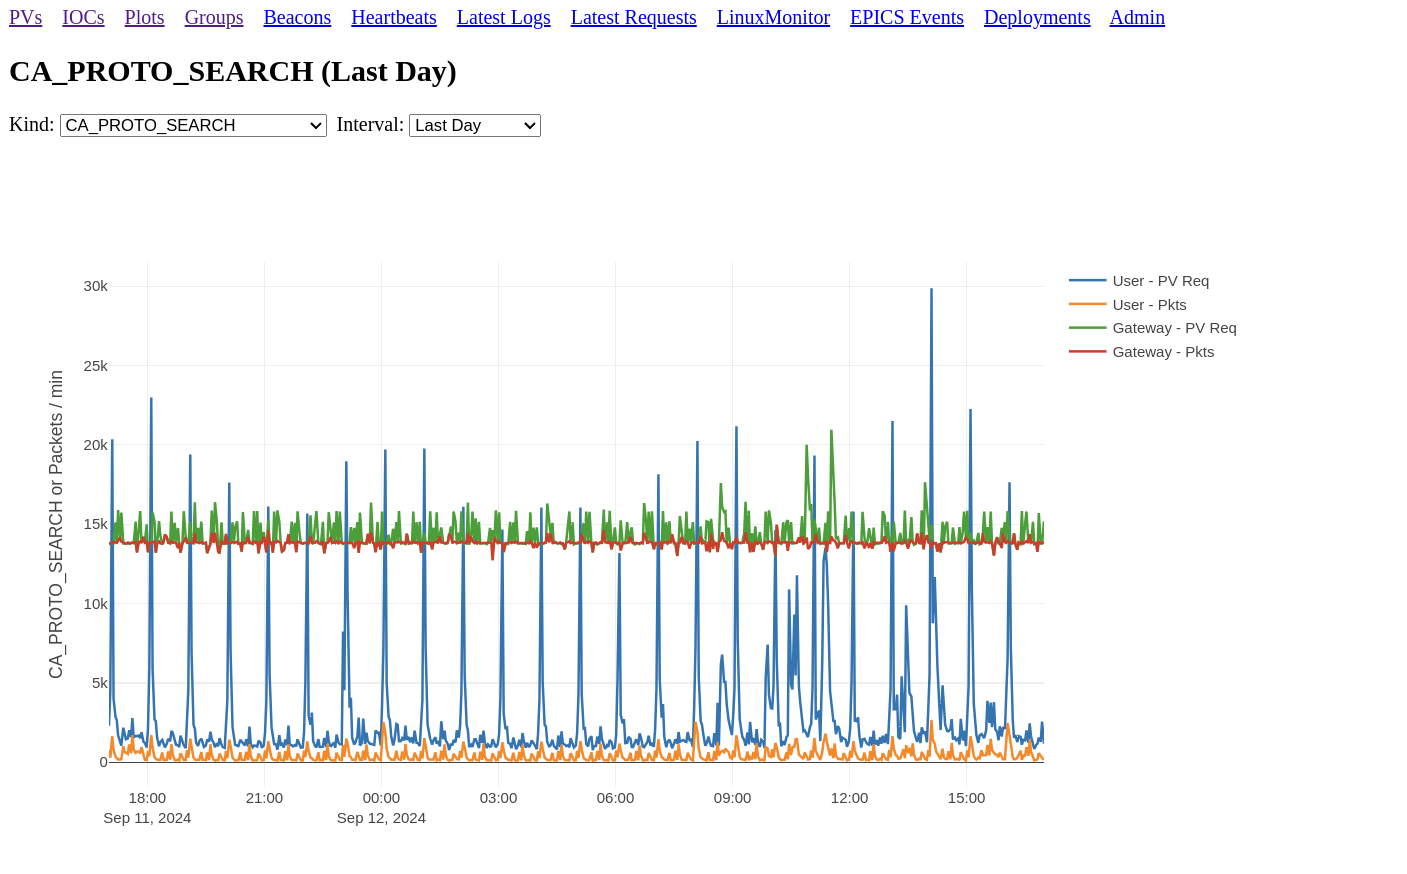 PVs IOCs Plots Groups Beacons Heartbeats Latest Logs Latest Requests LinuxMonitor EPICS Events Deployments Admin
CA_PROTO_SEARCH (Last Day)
Kind: CA_PROTO_SEARCH Interval: Last Day
CA_PROTO_SEARCH or Packets / min
30k
25k
20k
15k
10k
5k
0
18:00 21:00 00:00 03:00 06:00 09:00 12:00 15:00
Sep 11, 2024 Sep 12, 2024
User - PV Req
User - Pkts
Gateway - PV Req
Gateway - Pkts